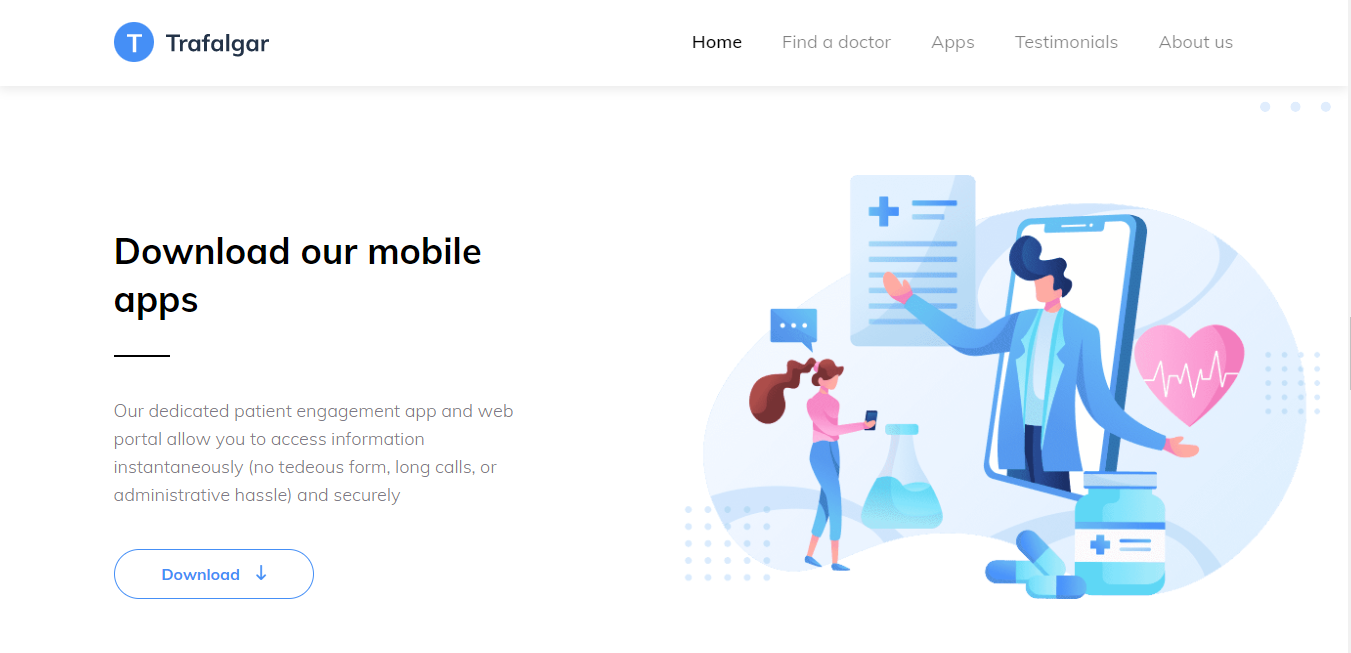 T Trafalgar
Home Find a doctor Apps Testimonials About us
Download our mobile
apps
Our dedicated patient engagement app and web
portal allow you to access information
instantaneously (no tedeous form, long calls, or
administrative hassle) and securely
Download ↓